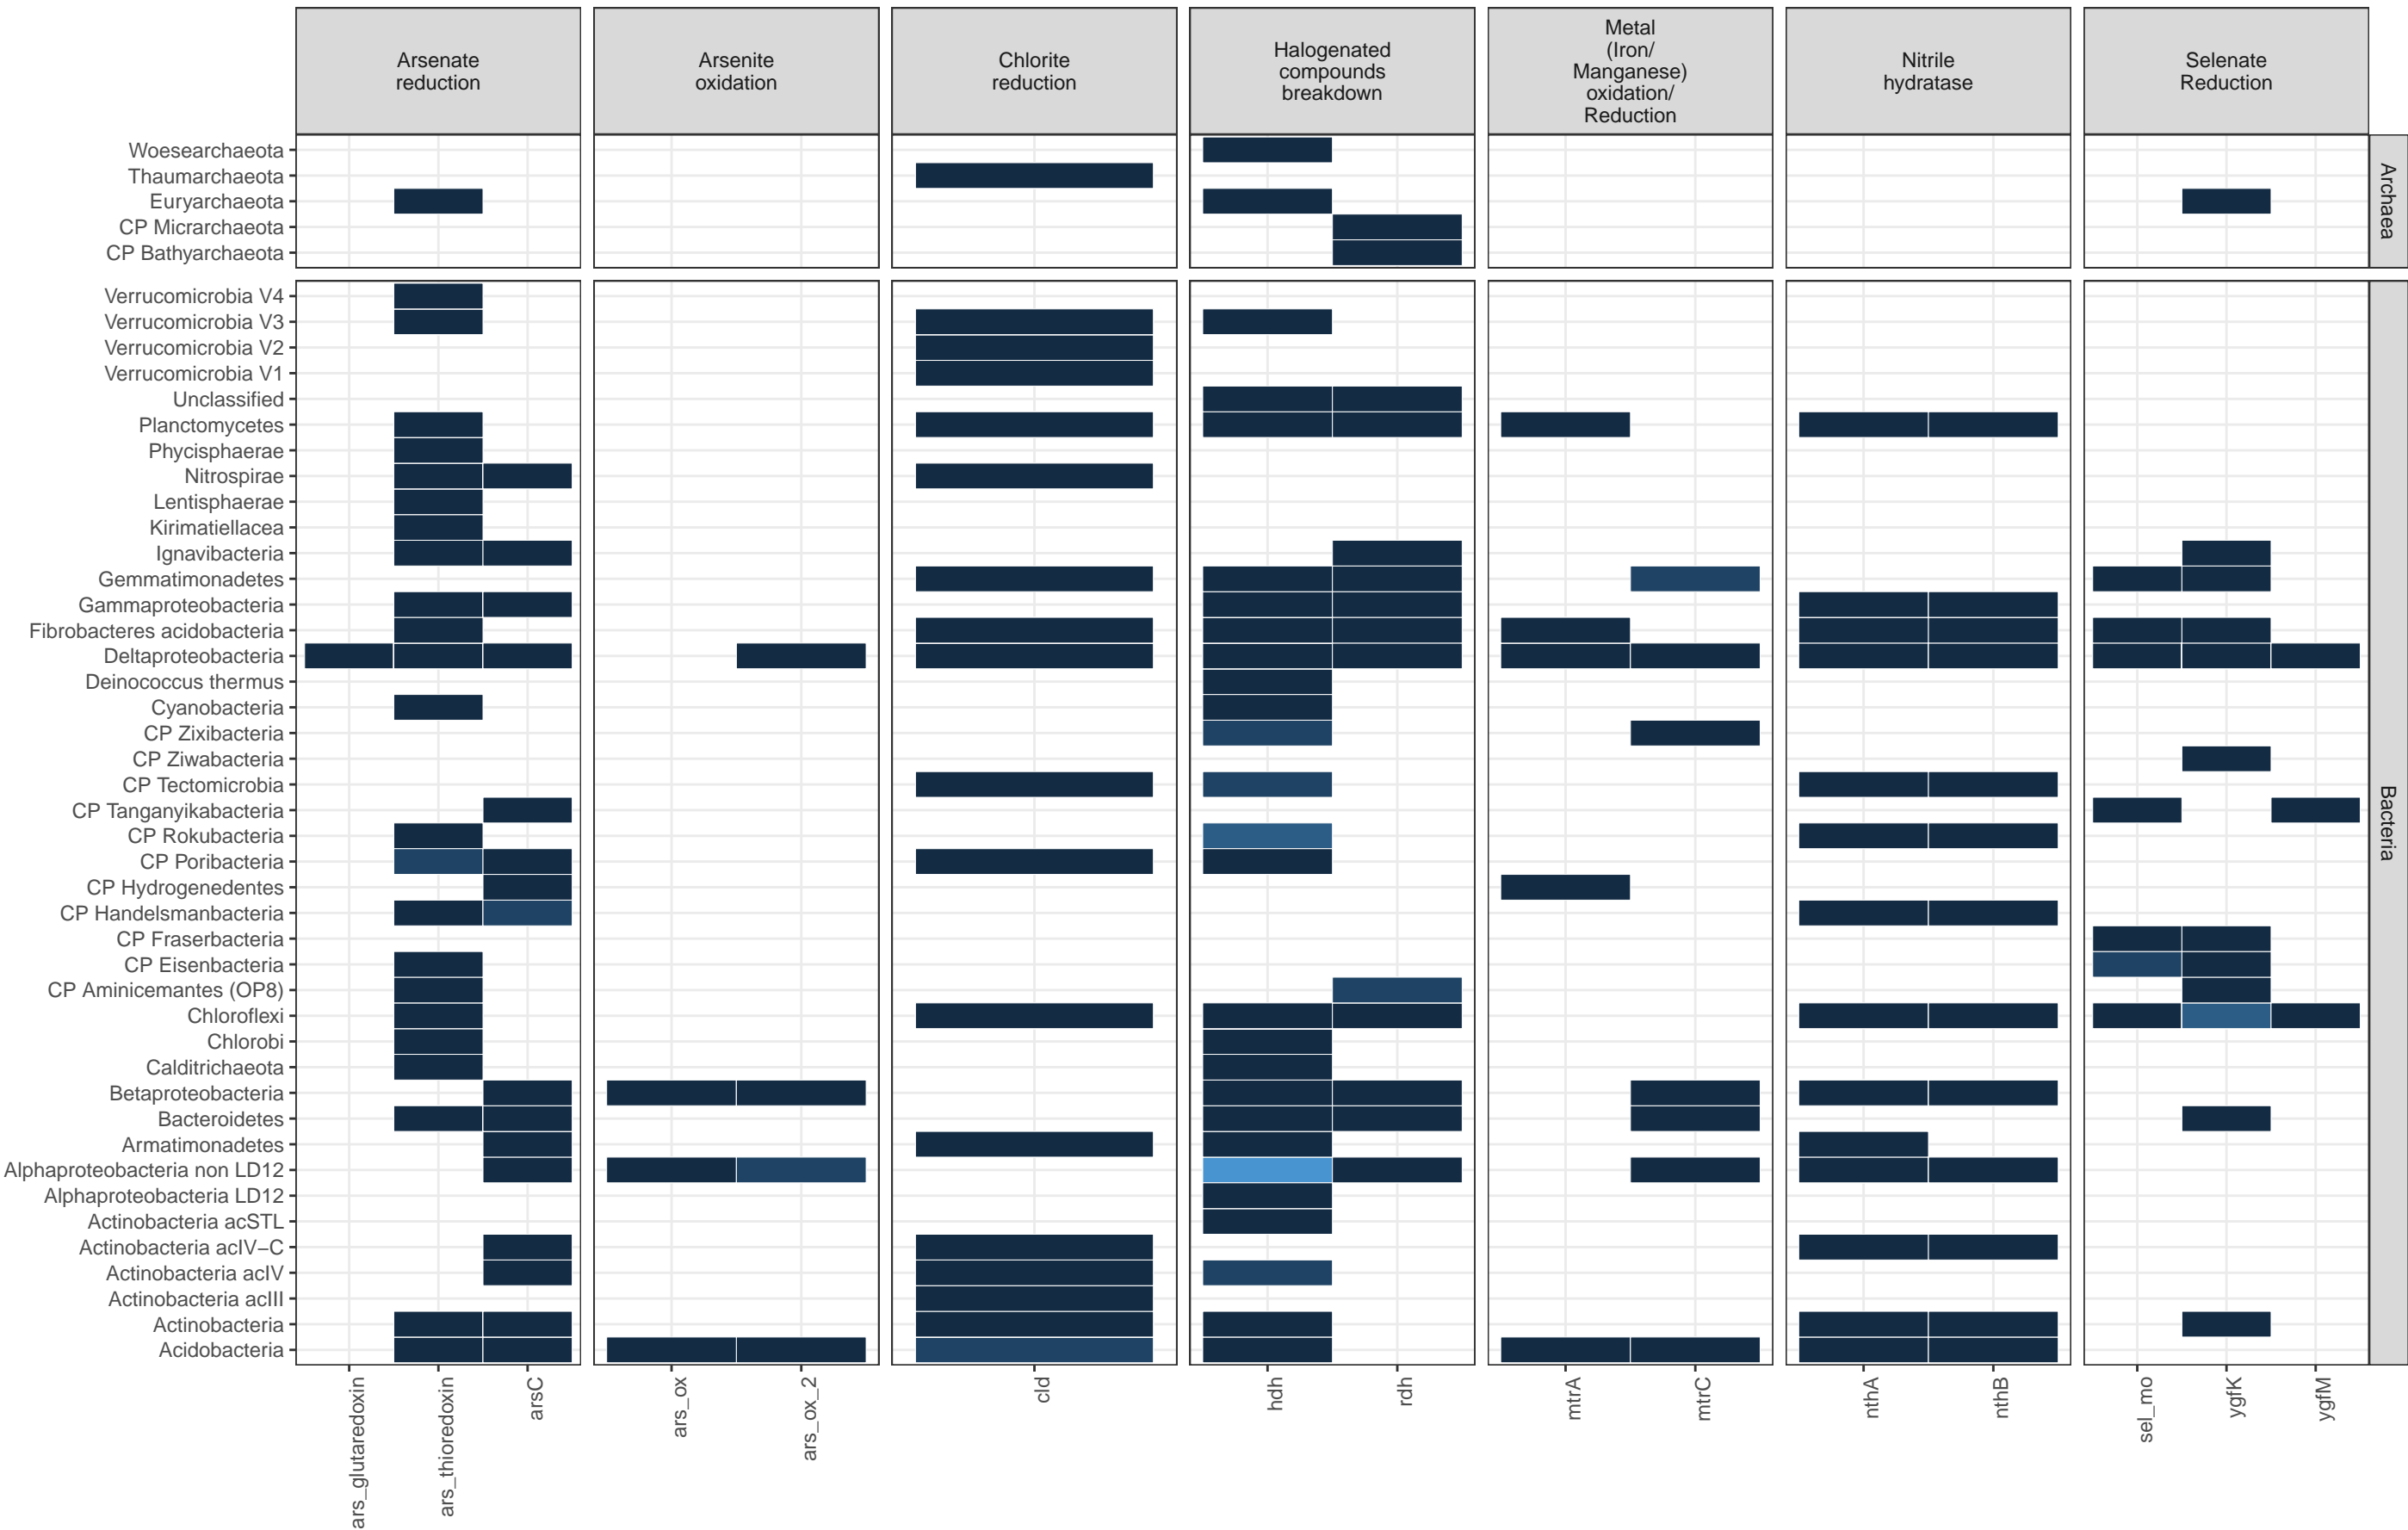 Arsenate
reduction
Arsenite
oxidation
Chlorite
reduction
Halogenated
compounds
breakdown
Metal
(Iron/
Manganese)
oxidation/
Reduction
Nitrile
hydratase
Selenate
Reduction
Woesearchaeota
Thaumarchaeota
Euryarchaeota
CP Micrarchaeota
CP Bathyarchaeota
Archaea
Verrucomicrobia V4
Verrucomicrobia V3
Verrucomicrobia V2
Verrucomicrobia V1
Unclassified
Planctomycetes
Phycisphaerae
Nitrospirae
Lentisphaerae
Kirimatiellacea
Ignavibacteria
Gemmatimonadetes
Gammaproteobacteria
Fibrobacteres acidobacteria
Deltaproteobacteria
Deinococcus thermus
Cyanobacteria
CP Zixibacteria
CP Ziwabacteria
CP Tectomicrobia
CP Tanganyikabacteria
CP Rokubacteria
CP Poribacteria
CP Hydrogenedentes
CP Handelsmanbacteria
CP Fraserbacteria
CP Eisenbacteria
CP Aminicemantes (OP8)
Chloroflexi
Chlorobi
Calditrichaeota
Betaproteobacteria
Bacteroidetes
Armatimonadetes
Alphaproteobacteria non LD12
Alphaproteobacteria LD12
Actinobacteria acSTL
Actinobacteria acIV−C
Actinobacteria acIV
Actinobacteria acIII
Actinobacteria
Acidobacteria
Bacteria
ars_glutaredoxin
ars_thioredoxin
arsC
ars_ox
ars_ox_2
cld
hdh
rdh
mtrA
mtrC
nthA
nthB
sel_mo
ygfK
ygfM